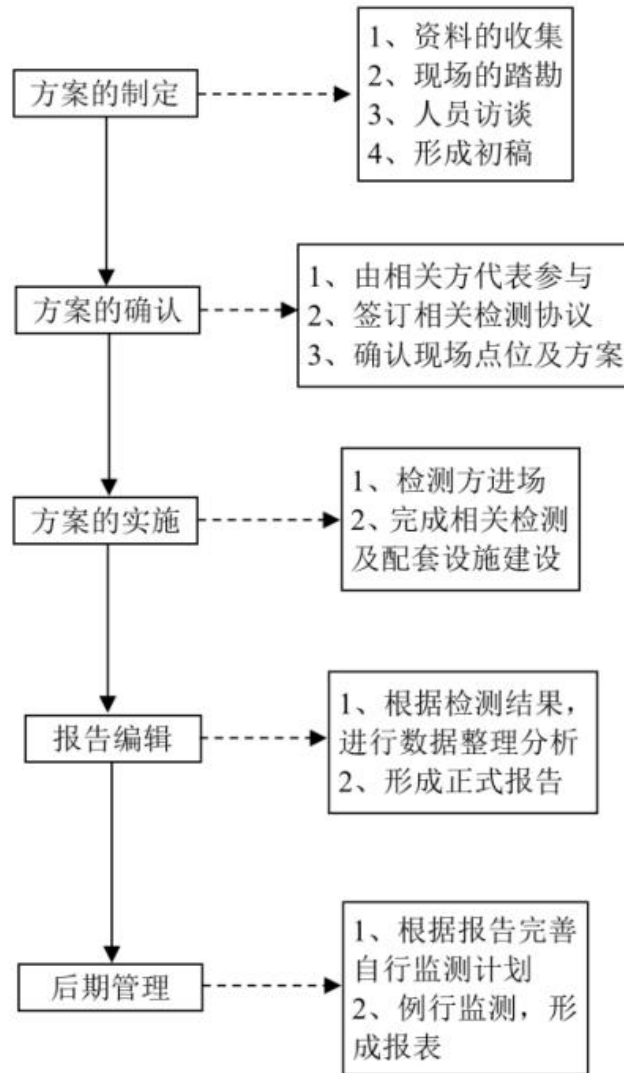 方案的制定
1、资料的收集
2、现场的踏勘
3、人员访谈
4、形成初稿
方案的确认
1、由相关方代表参与
2、签订相关检测协议
3、确认现场点位及方案
方案的实施
1、检测方进场
2、完成相关检测
及配套设施建设
报告编辑
1、根据检测结果，
进行数据整理分析
2、形成正式报告
后期管理
1、根据报告完善
自行监测计划
2、例行监测，形
成报表